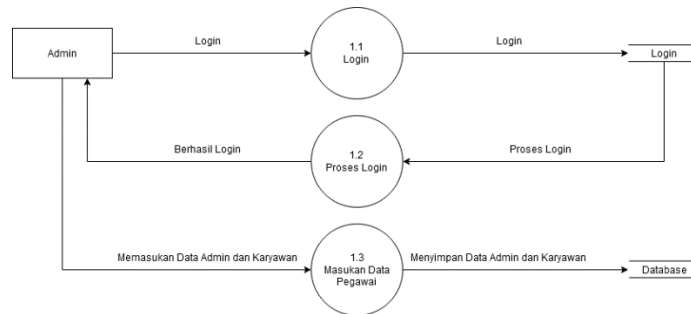 Admin
Login
1.1
Login
Login
Login
Berhasil Login
1.2
Proses Login
Proses Login
Memasukan Data Admin dan Karyawan
1.3
Masukan Data
Pegawai
Menyimpan Data Admin dan Karyawan
Database